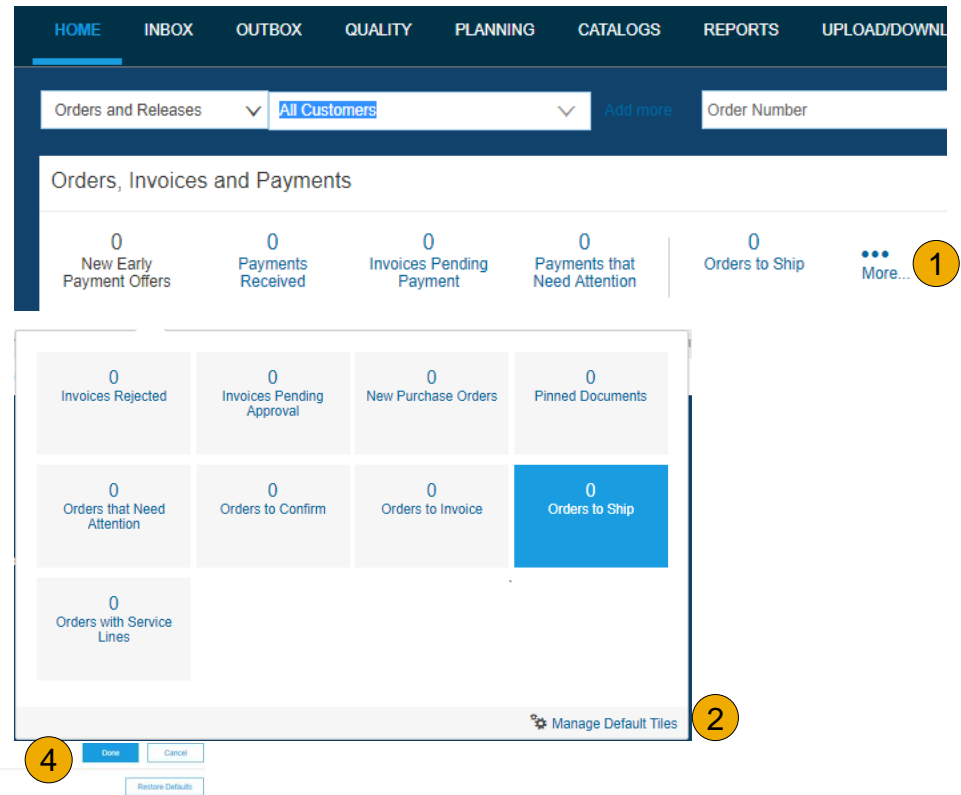 HOME INBOX OUTBOX QUALITY PLANNING CATALOGS REPORTS UPLOAD/DOWNL
Orders and Releases All Customers Add more Order Number
Orders, Invoices and Payments
0 0 0 0 0
New Early Payments Invoices Pending Payments that Orders to Ship More... 1
Payment Offers Received Payment Need Attention
0 0 0 0
Invoices Rejected Invoices Pending New Purchase Orders Pinned Documents
Approval
0 0 0 0
Orders that Need Orders to Confirm Orders to Invoice Orders to Ship
Attention
0
Orders with Service
Lines
Manage Default Tiles 2
4 Done Cancel
Restore Defaults